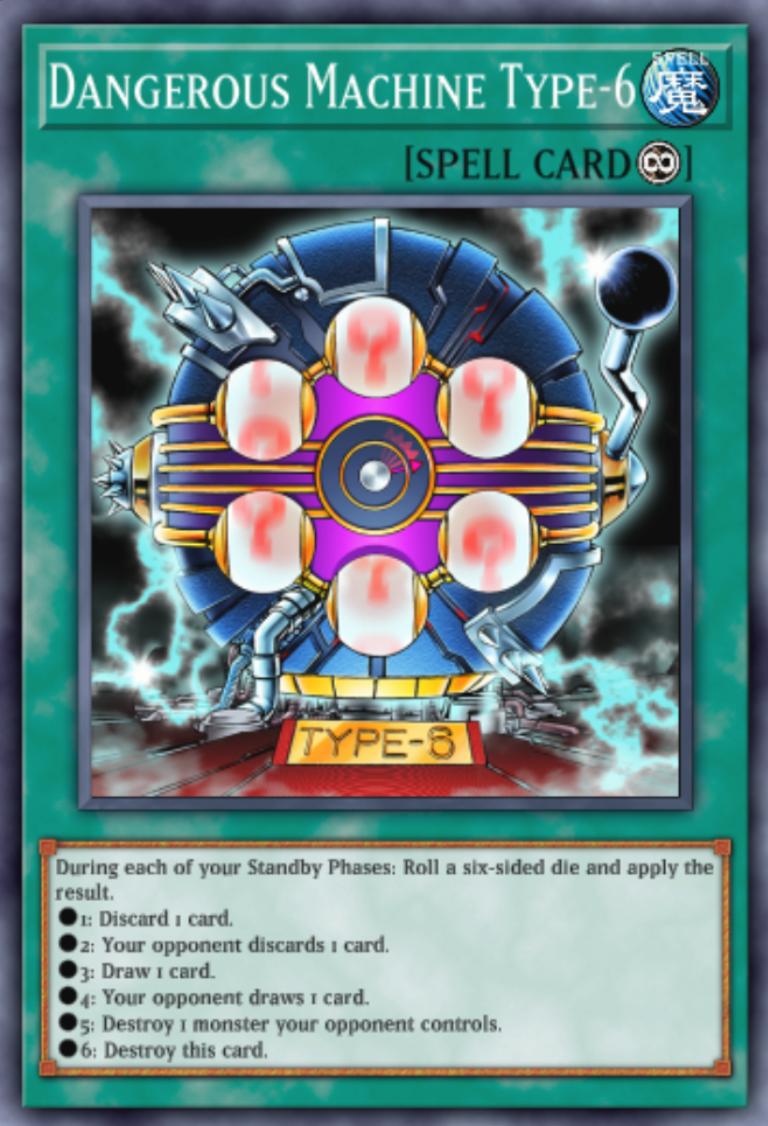 DANGEROUS MACHINE TYPE-6
SPELL
魔
[SPELL CARD]
?
?
?
?
?
TYPE-6
During each of your Standby Phases: Roll a six-sided die and apply the
result.
●1: Discard 1 card.
●2: Your opponent discards 1 card.
●3: Draw 1 card.
●4: Your opponent draws 1 card.
●5: Destroy 1 monster your opponent controls.
●6: Destroy this card.